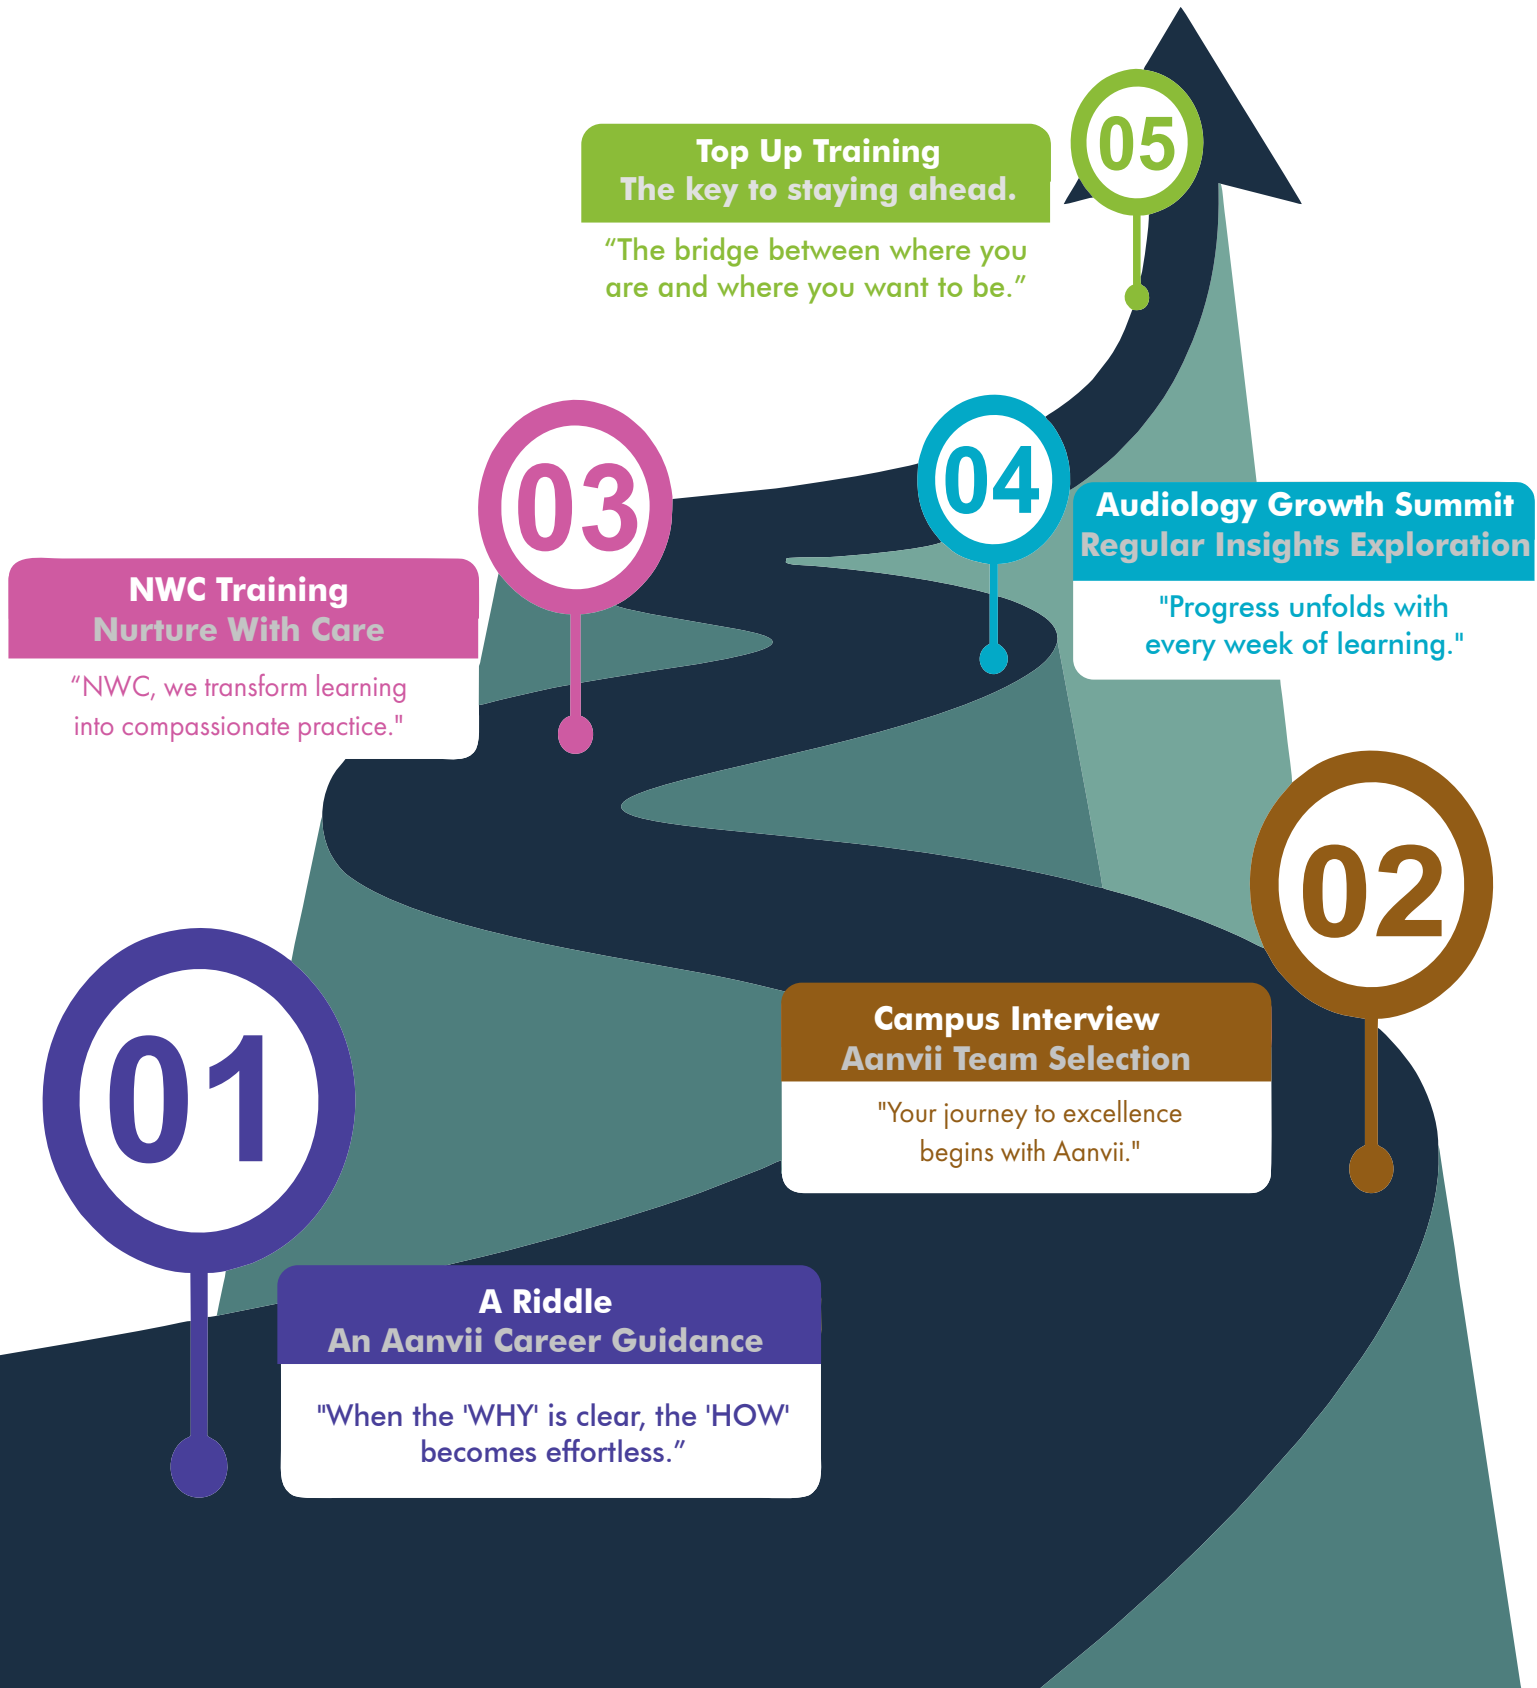 05
Top Up Training
The key to staying ahead.
“The bridge between where you
are and where you want to be.”
03
NWC Training
Nurture With Care
“NWC, we transform learning
into compassionate practice."
04
Audiology Growth Summit
Regular Insights Exploration
"Progress unfolds with
every week of learning."
02
Campus Interview
Aanvii Team Selection
"Your journey to excellence
begins with Aanvii."
01
A Riddle
An Aanvii Career Guidance
"When the 'WHY' is clear, the 'HOW'
becomes effortless.”